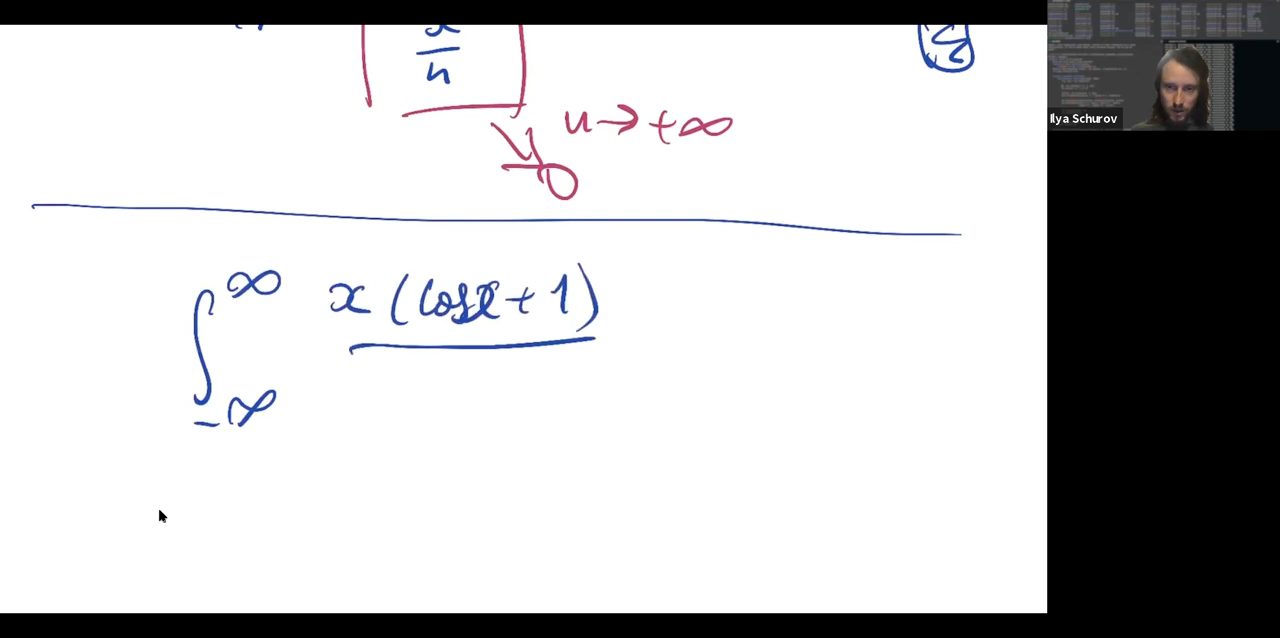 x/n
n → +∞
0
∫_{-∞}^{∞} x (cos x + 1)
Ilya Schurov